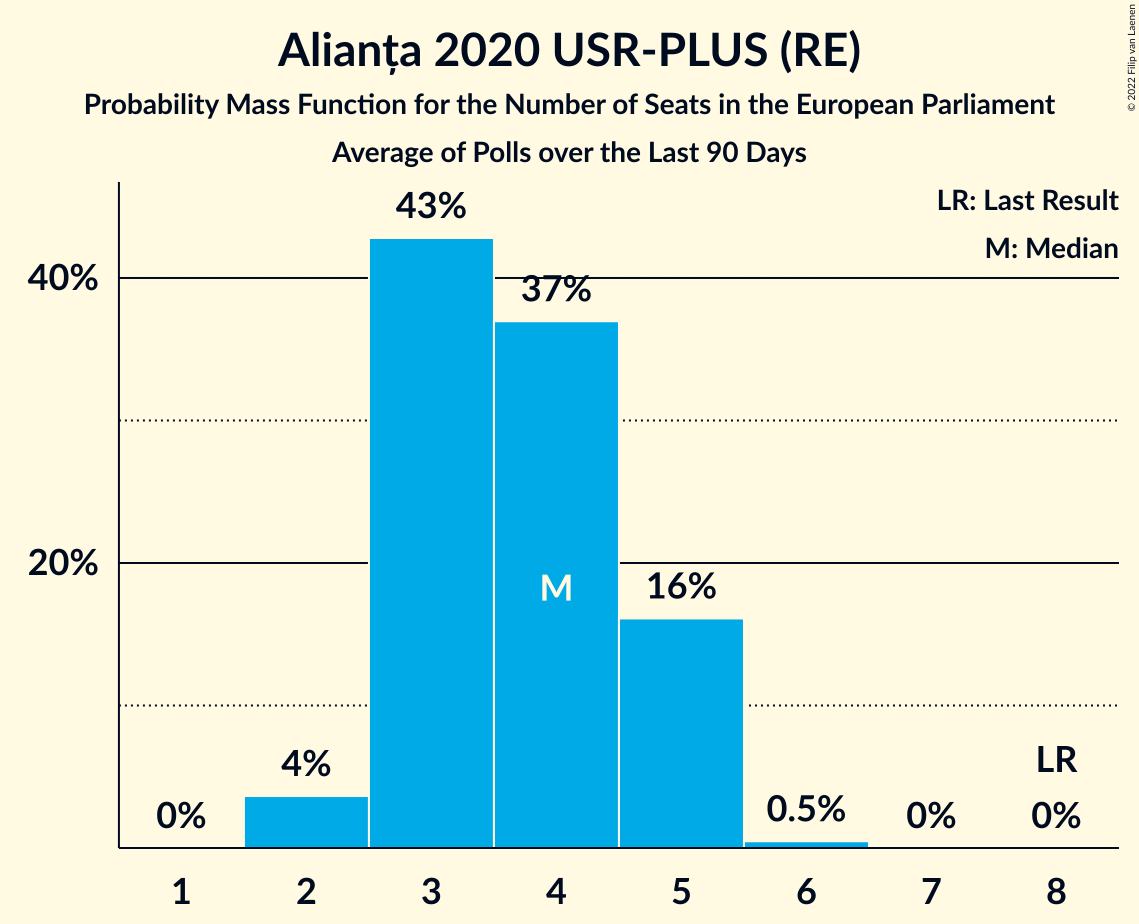 Alianța 2020 USR-PLUS (RE)
Probability Mass Function for the Number of Seats in the European Parliament
Average of Polls over the Last 90 Days
© 2022 Filip van Laenen
LR: Last Result
M: Median
43%
40%
37%
20%
M
16%
4%
LR
0%
0.5%
0%
0%
1 2 3 4 5 6 7 8